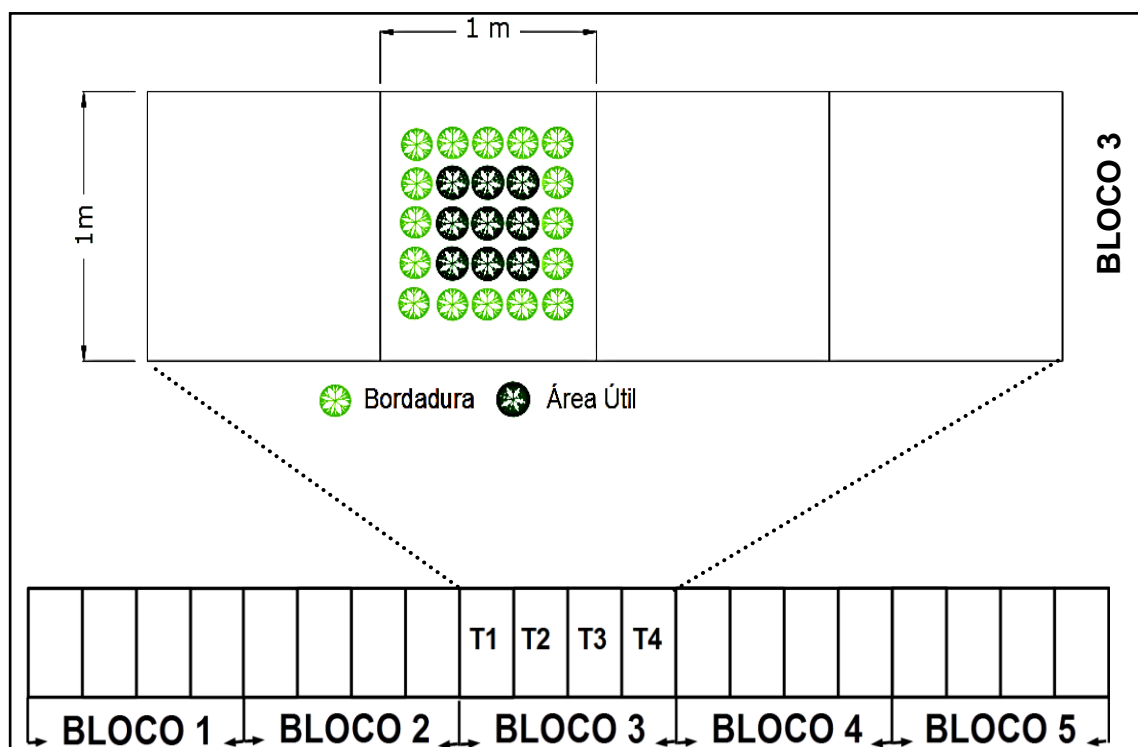 1 m
1m
BLOCO 3
Bordadura Área Útil
T1 T2 T3 T4
BLOCO 1 BLOCO 2 BLOCO 3 BLOCO 4 BLOCO 5